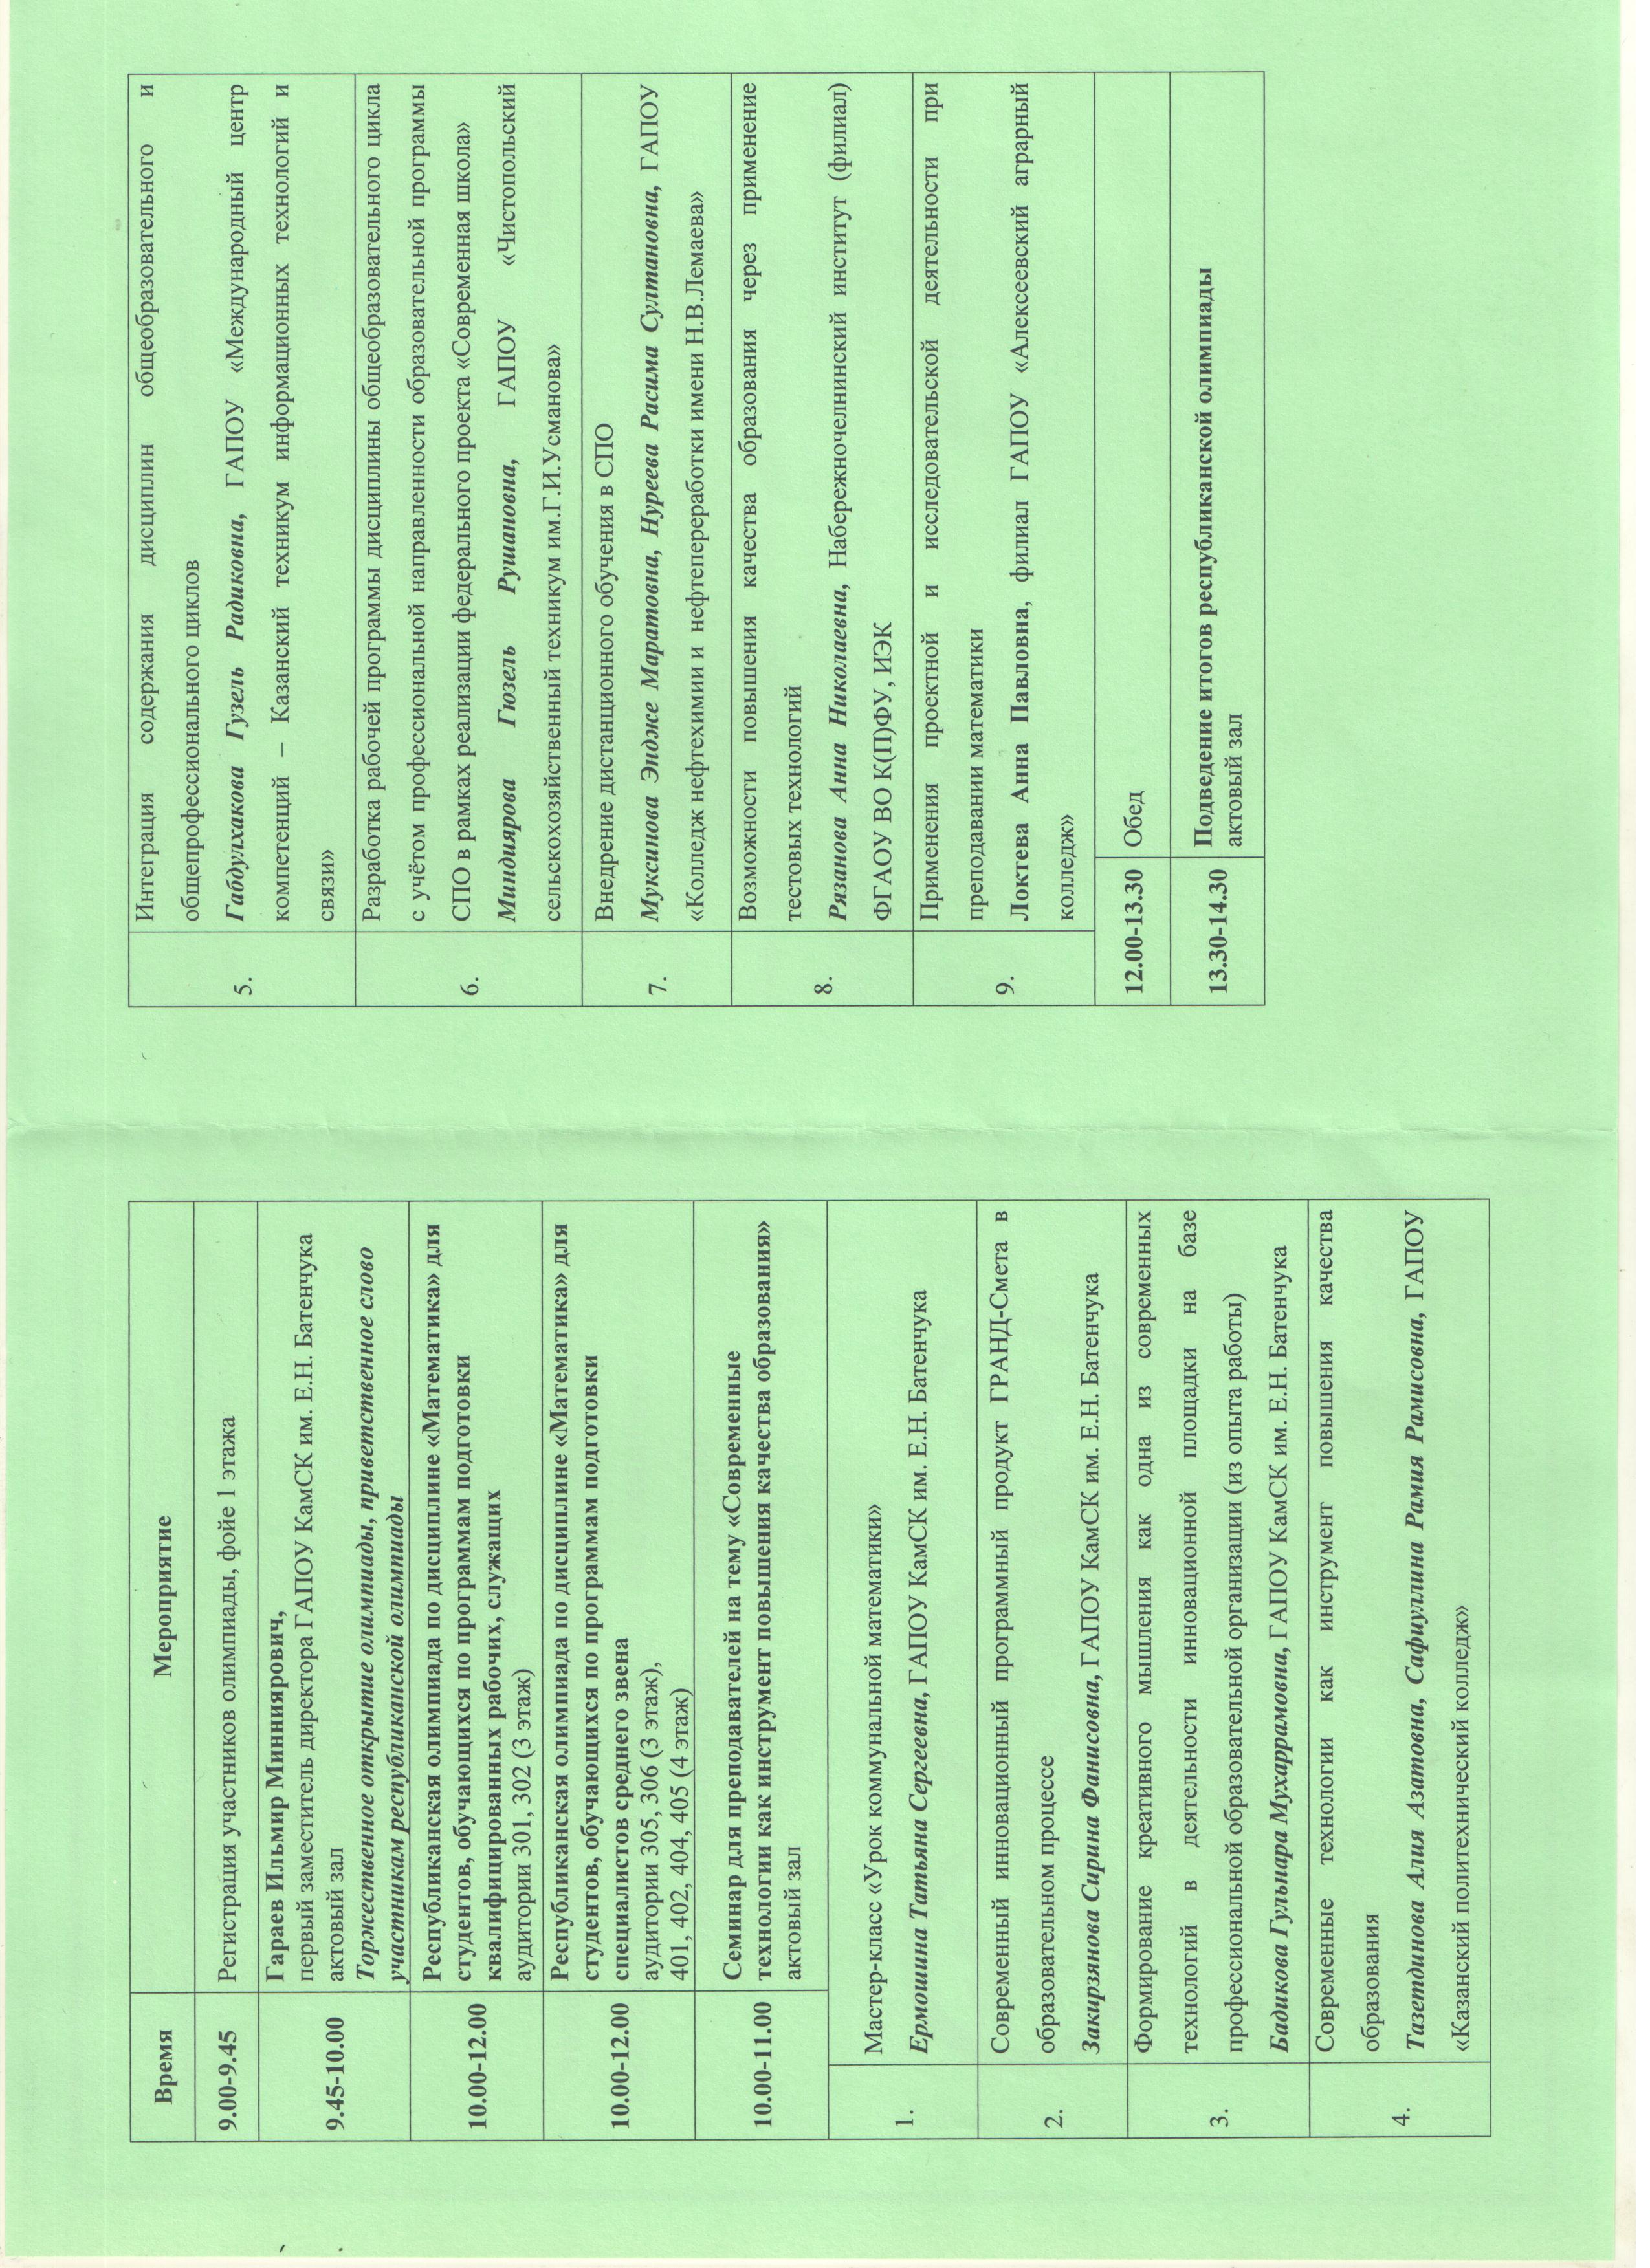 Время
Мероприятие
9.00-9.45
Регистрация участников олимпиады, фойе 1 этажа
9.45-10.00
Гараев Ильмир Миниярович,
первый заместитель директора ГАПОУ КамСК им. Е.Н. Батенчука
актовый зал
Торжественное открытие олимпиады, приветственное слово
участникам республиканской олимпиады
10.00-12.00
Республиканская олимпиада по дисциплине «Математика» для
студентов, обучающихся по программам подготовки
квалифицированных рабочих, служащих
аудитории 301, 302 (3 этаж)
10.00-12.00
Республиканская олимпиада по дисциплине «Математика» для
студентов, обучающихся по программам подготовки
специалистов среднего звена
аудитории 305, 306 (3 этаж),
401, 402, 404, 405 (4 этаж)
10.00-11.00
Семинар для преподавателей на тему «Современные
технологии как инструмент повышения качества образования»
актовый зал
1.
Мастер-класс «Урок коммунальной математики»
Ермошина Татьяна Сергеевна, ГАПОУ КамСК им. Е.Н. Батенчука
2.
Современный инновационный программный продукт ГРАНД-Смета в
образовательном процессе
Закирзянова Сирина Фанисовна, ГАПОУ КамСК им. Е.Н. Батенчука
3.
Формирование креативного мышления как одна из современных
технологий в деятельности инновационной площадки на базе
профессиональной образовательной организации (из опыта работы)
Бадикова Гульнара Мухаррамовна, ГАПОУ КамСК им. Е.Н. Батенчука
4.
Современные технологии как инструмент повышения качества
образования
Тазетдинова Алия Азатовна, Сафиуллина Рамия Рамисовна, ГАПОУ
«Казанский политехнический колледж»
5.
Интеграция содержания дисциплин общеобразовательного и
общепрофессионального циклов
Габдулхакова Гузель Радиковна, ГАПОУ «Международный центр
компетенций – Казанский техникум информационных технологий и
связи»
6.
Разработка рабочей программы дисциплины общеобразовательного цикла
с учётом профессиональной направленности образовательной программы
СПО в рамках реализации федерального проекта «Современная школа»
Миндиярова Гюзель Рушановна, ГАПОУ «Чистопольский
сельскохозяйственный техникум им.Г.И.Усманова»
7.
Внедрение дистанционного обучения в СПО
Муксинова Эндже Маратовна, Нуреева Расима Султановна, ГАПОУ
«Колледж нефтехимии и нефтепереработки имени Н.В.Лемаева»
8.
Возможности повышения качества образования через применение
тестовых технологий
Рязанова Анна Николаевна, Набережночелнинский институт (филиал)
ФГАОУ ВО К(П)ФУ, ИЭК
9.
Применения проектной и исследовательской деятельности при
преподавании математики
Локтева Анна Павловна, филиал ГАПОУ «Алексеевский аграрный
колледж»
12.00-13.30
Обед
13.30-14.30
Подведение итогов республиканской олимпиады
актовый зал